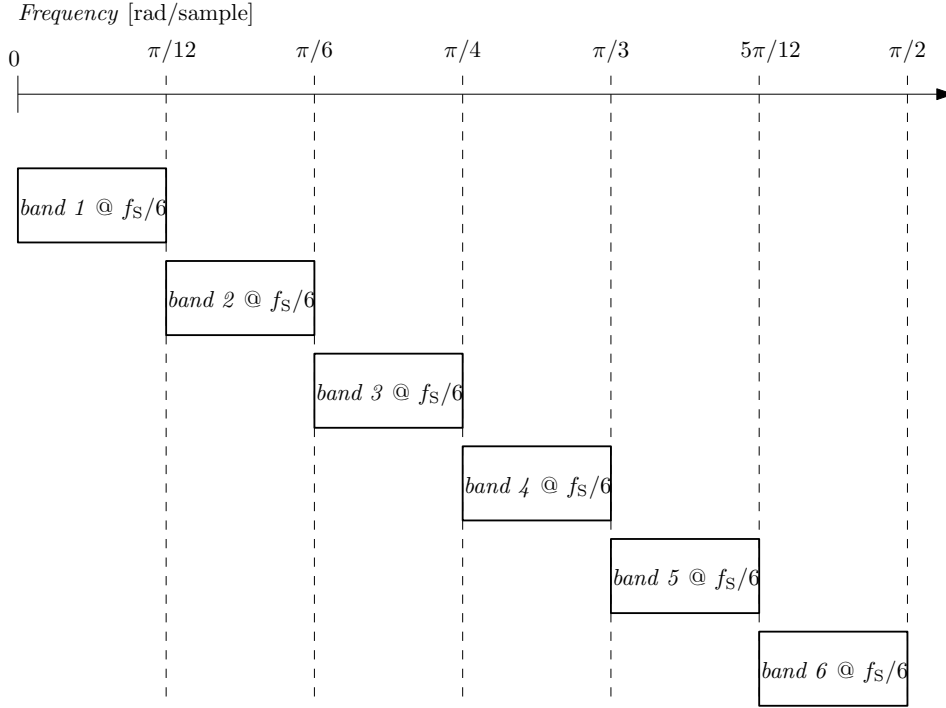 Frequency [rad/sample]
0 π/12 π/6 π/4 π/3 5π/12 π/2
band 1 @ fS/6
band 2 @ fS/6
band 3 @ fS/6
band 4 @ fS/6
band 5 @ fS/6
band 6 @ fS/6